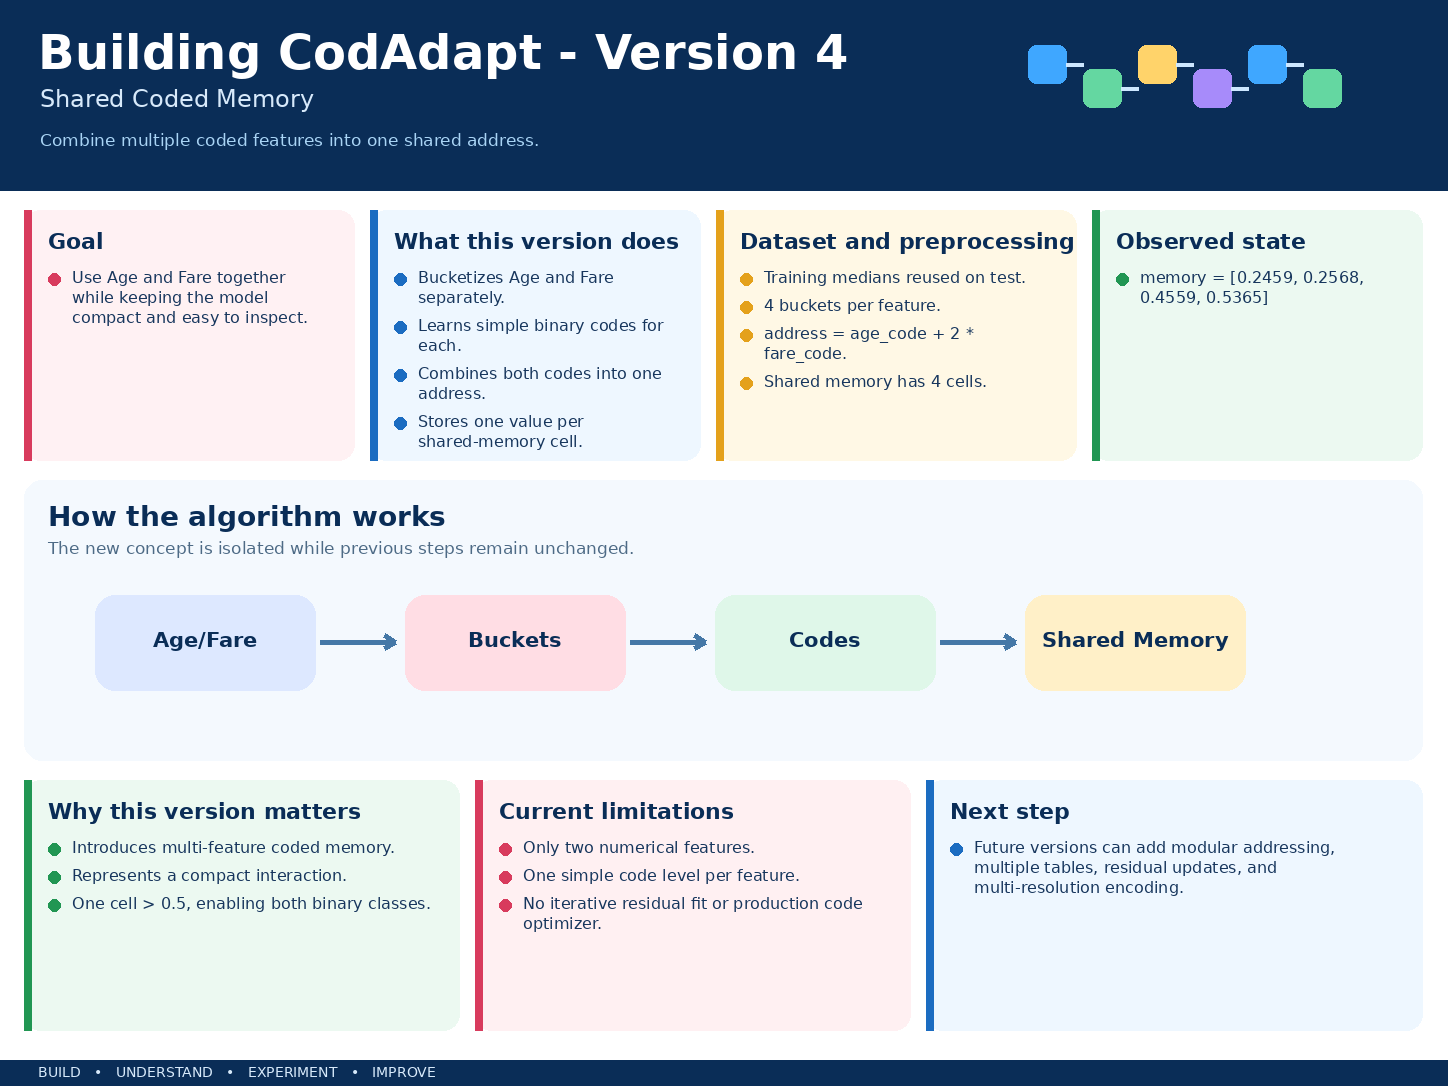 Building CodAdapt - Version 4
Shared Coded Memory
Combine multiple coded features into one shared address.
Goal
Use Age and Fare together
while keeping the model
compact and easy to inspect.
What this version does
Bucketizes Age and Fare
separately.
Learns simple binary codes for
each.
Combines both codes into one
address.
Stores one value per
shared-memory cell.
Dataset and preprocessing
Training medians reused on test.
4 buckets per feature.
address = age_code + 2 *
fare_code.
Shared memory has 4 cells.
Observed state
memory = [0.2459, 0.2568,
0.4559, 0.5365]
How the algorithm works
The new concept is isolated while previous steps remain unchanged.
Age/Fare
Buckets
Codes
Shared Memory
Why this version matters
Introduces multi-feature coded memory.
Represents a compact interaction.
One cell > 0.5, enabling both binary classes.
Current limitations
Only two numerical features.
One simple code level per feature.
No iterative residual fit or production code
optimizer.
Next step
Future versions can add modular addressing,
multiple tables, residual updates, and
multi-resolution encoding.
BUILD • UNDERSTAND • EXPERIMENT • IMPROVE